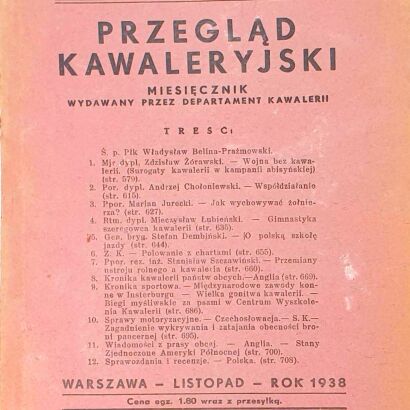 PRZEGLĄD
KAWALERYJSKI
MIESIĘCZNIK
WYDAWANY PRZEZ DEPARTAMENT KAWALERII
TREŚĆ:
Ś. p. Płk Władysław Belina-Prażmowski.
1. Mjr dypl. Zdzisław Żórawski. — Wojna bez kawa-
lerii. (Surogaty kawalerii w kampanii abisyńskiej)
(str. 579).
2. Por. dypl. Andrzej Chołoniewski. — Współdziałanie
(str. 615).
3. Ppor. Marian Jurecki. — Jak wychowywać żołnie-
rza? (str. 627).
4. Rtm. dypl. Mieczysław Łubieński. — Gimnastyka
szeregowca kawalerii (str. 635).
5. Gen. bryg. Stefan Dembiński. — O polską szkołę
jazdy (str. 644).
6. Z. K. — Polowanie z chartami (str. 655).
7. Ppor. rez. inż. Stanisław Szczawiński. — Przemiany
ustroju rolnego a kawaleria (str. 660).
8. Kronika kawalerii państw obcych.—Anglia (str. 669).
9. Kronika sportowa. — Międzynarodowe zawody kon-
ne w Insterburgu — Wielka gonitwa kawalerii. —
Biegi myśliwskie za psami w Centrum Wyszkole-
nia Kawalerii (str. 686).
10. Sprawy motoryzacyjne. — Czechosłowacja. — S. K.—
Zagadnienie wykrywania i zatajania obecności bro-
ni pancernej (str. 695).
11. Wiadomości z prasy obcej. — Anglia. — Stany
Zjednoczone Ameryki Północnej (str. 700).
12. Sprawozdania i recenzje. — Polska. (str. 708).
WARSZAWA — LISTOPAD — ROK 1938
Cena egz. 1.80 wraz z przesyłką.